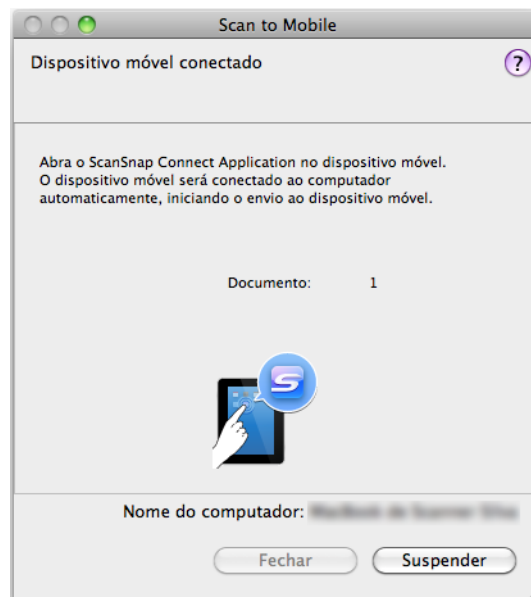 Scan to Mobile
Dispositivo móvel conectado
?
Abra o ScanSnap Connect Application no dispositivo móvel.
O dispositivo móvel será conectado ao computador
automaticamente, iniciando o envio ao dispositivo móvel.
Documento: 1
S
Nome do computador:
Fechar
Suspender